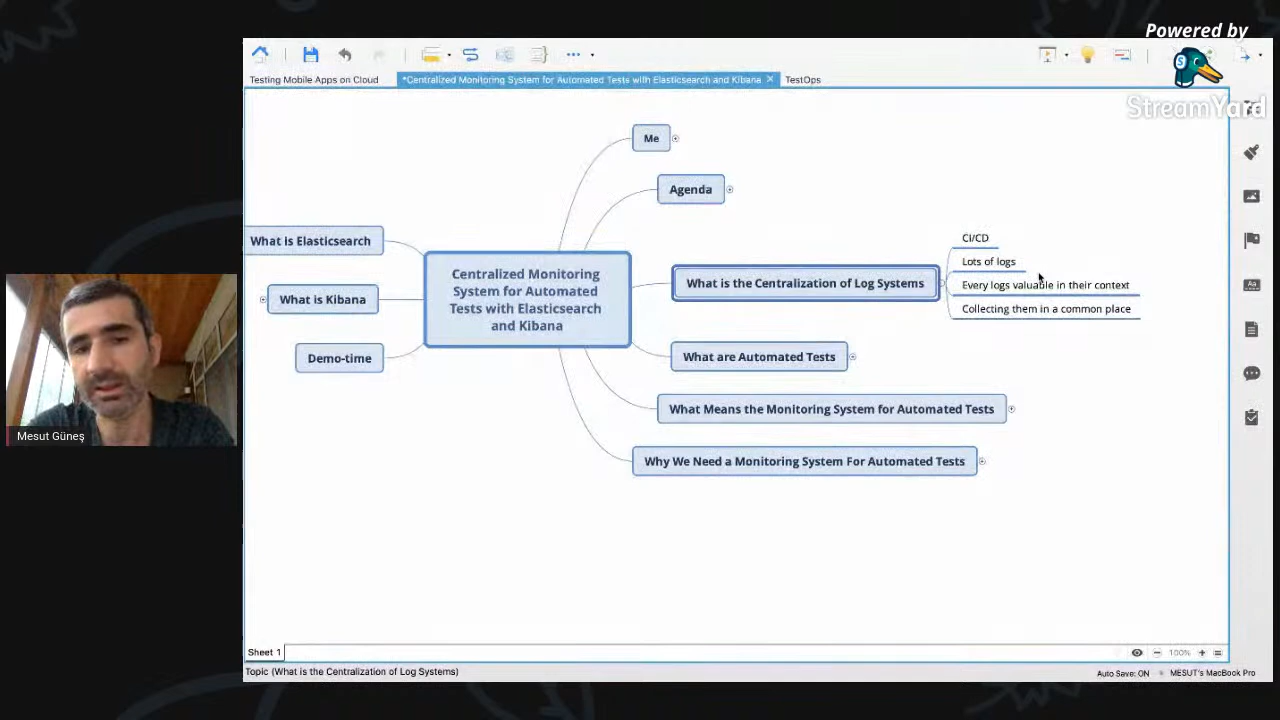 Powered by
StreamYard
Testing Mobile Apps on Cloud
*Centralized Monitoring System for Automated Tests with Elasticsearch and Kibana
TestOps
Me
Agenda
What is Elasticsearch
What is Kibana
Demo-time
Centralized Monitoring
System for Automated
Tests with Elasticsearch
and Kibana
What is the Centralization of Log Systems
CI/CD
Lots of logs
Every logs valuable in their context
Collecting them in a common place
What are Automated Tests
What Means the Monitoring System for Automated Tests
Why We Need a Monitoring System For Automated Tests
Mesut Güneş
Sheet 1
100%
Topic (What is the Centralization of Log Systems)
Auto Save: ON
MESUT's MacBook Pro